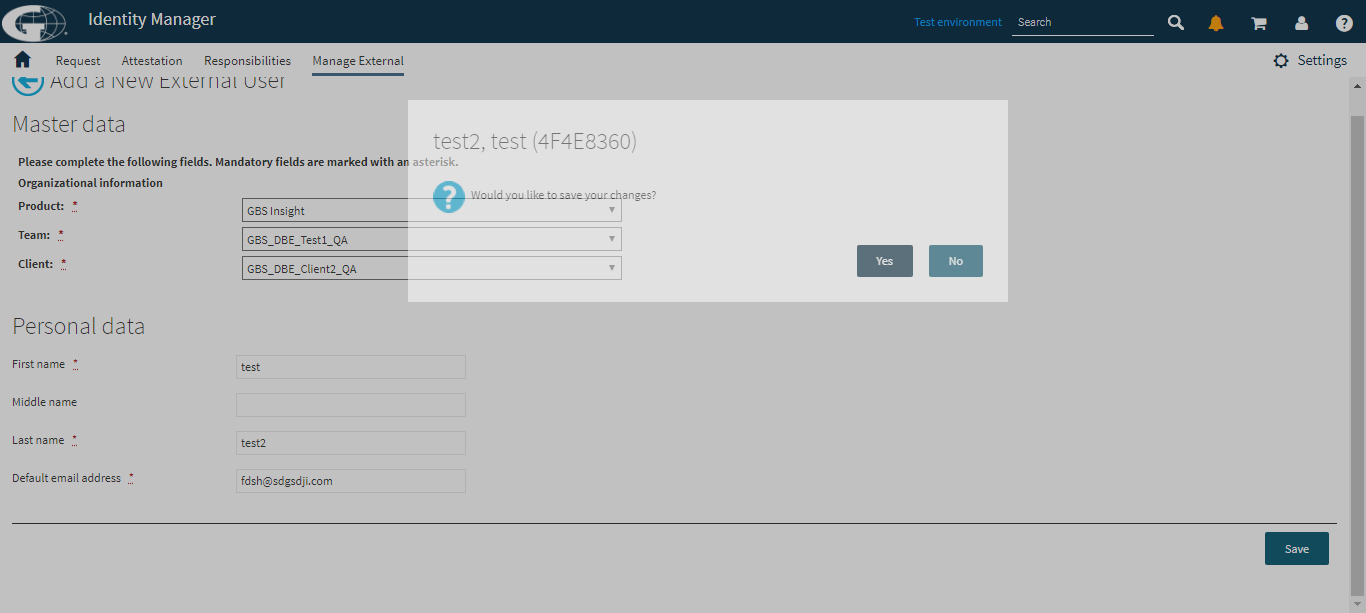 Identity Manager
Test environment
Search
Request
Attestation
Responsibilities
Manage External
Settings
Add a New External User
Master data
Please complete the following fields. Mandatory fields are marked with an asterisk.
Organizational information
Product: *
GBS Insight
Team: *
GBS_DBE_Test1_QA
Client: *
GBS_DBE_Client2_QA
test2, test (4F4E8360)
?
Would you like to save your changes?
Yes
No
Personal data
First name *
test
Middle name
Last name *
test2
Default email address *
fdsh@sdgsdji.com
Save